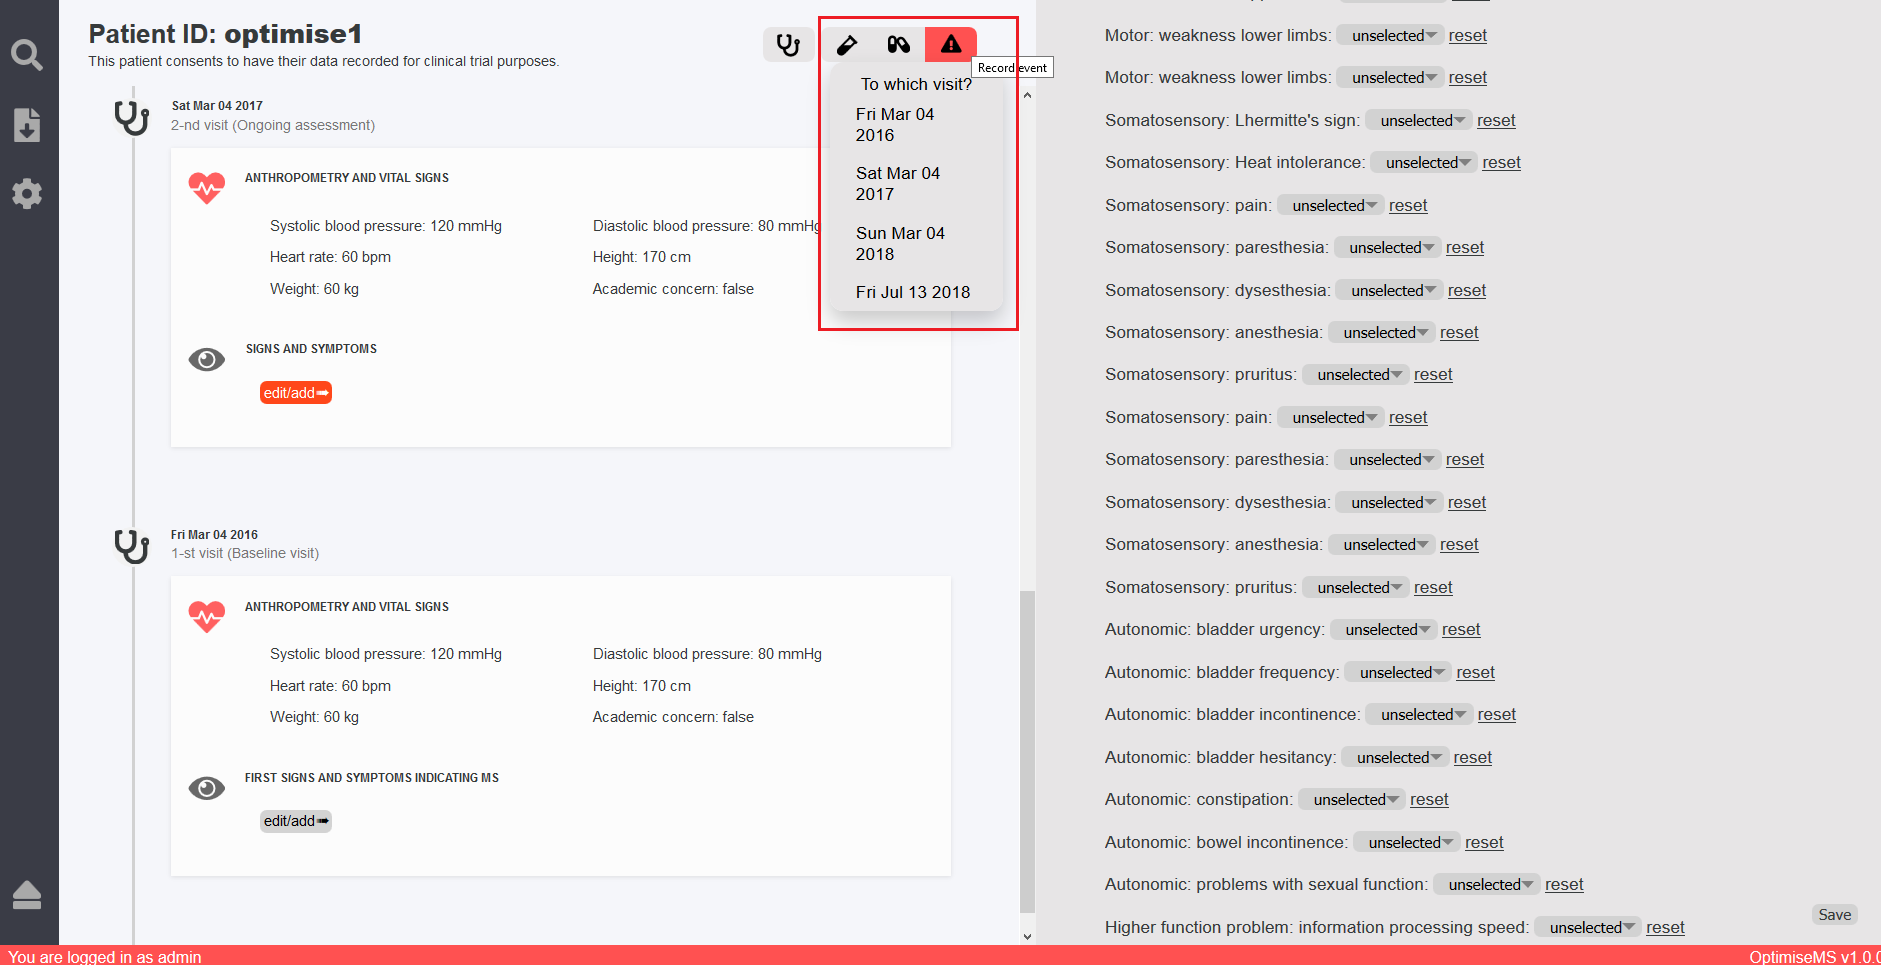 Patient ID: optimise1
This patient consents to have their data recorded for clinical trial purposes.
Record event
To which visit?
Fri Mar 04
2016
Sat Mar 04
2017
Sun Mar 04
2018
Fri Jul 13 2018
Sat Mar 04 2017
2-nd visit (Ongoing assessment)
ANTHROPOMETRY AND VITAL SIGNS
Systolic blood pressure: 120 mmHg
Diastolic blood pressure: 80 mmHg
Heart rate: 60 bpm
Height: 170 cm
Weight: 60 kg
Academic concern: false
SIGNS AND SYMPTOMS
edit/add
Fri Mar 04 2016
1-st visit (Baseline visit)
ANTHROPOMETRY AND VITAL SIGNS
Systolic blood pressure: 120 mmHg
Diastolic blood pressure: 80 mmHg
Heart rate: 60 bpm
Height: 170 cm
Weight: 60 kg
Academic concern: false
FIRST SIGNS AND SYMPTOMS INDICATING MS
edit/add
Motor: weakness lower limbs: unselected reset
Motor: weakness lower limbs: unselected reset
Somatosensory: Lhermitte's sign: unselected reset
Somatosensory: Heat intolerance: unselected reset
Somatosensory: pain: unselected reset
Somatosensory: paresthesia: unselected reset
Somatosensory: dysesthesia: unselected reset
Somatosensory: anesthesia: unselected reset
Somatosensory: pruritus: unselected reset
Somatosensory: pain: unselected reset
Somatosensory: paresthesia: unselected reset
Somatosensory: dysesthesia: unselected reset
Somatosensory: anesthesia: unselected reset
Somatosensory: pruritus: unselected reset
Autonomic: bladder urgency: unselected reset
Autonomic: bladder frequency: unselected reset
Autonomic: bladder incontinence: unselected reset
Autonomic: bladder hesitancy: unselected reset
Autonomic: constipation: unselected reset
Autonomic: bowel incontinence: unselected reset
Autonomic: problems with sexual function: unselected reset
Higher function problem: information processing speed: unselected reset
Save
You are logged in as admin
OptimiseMS v1.0.0